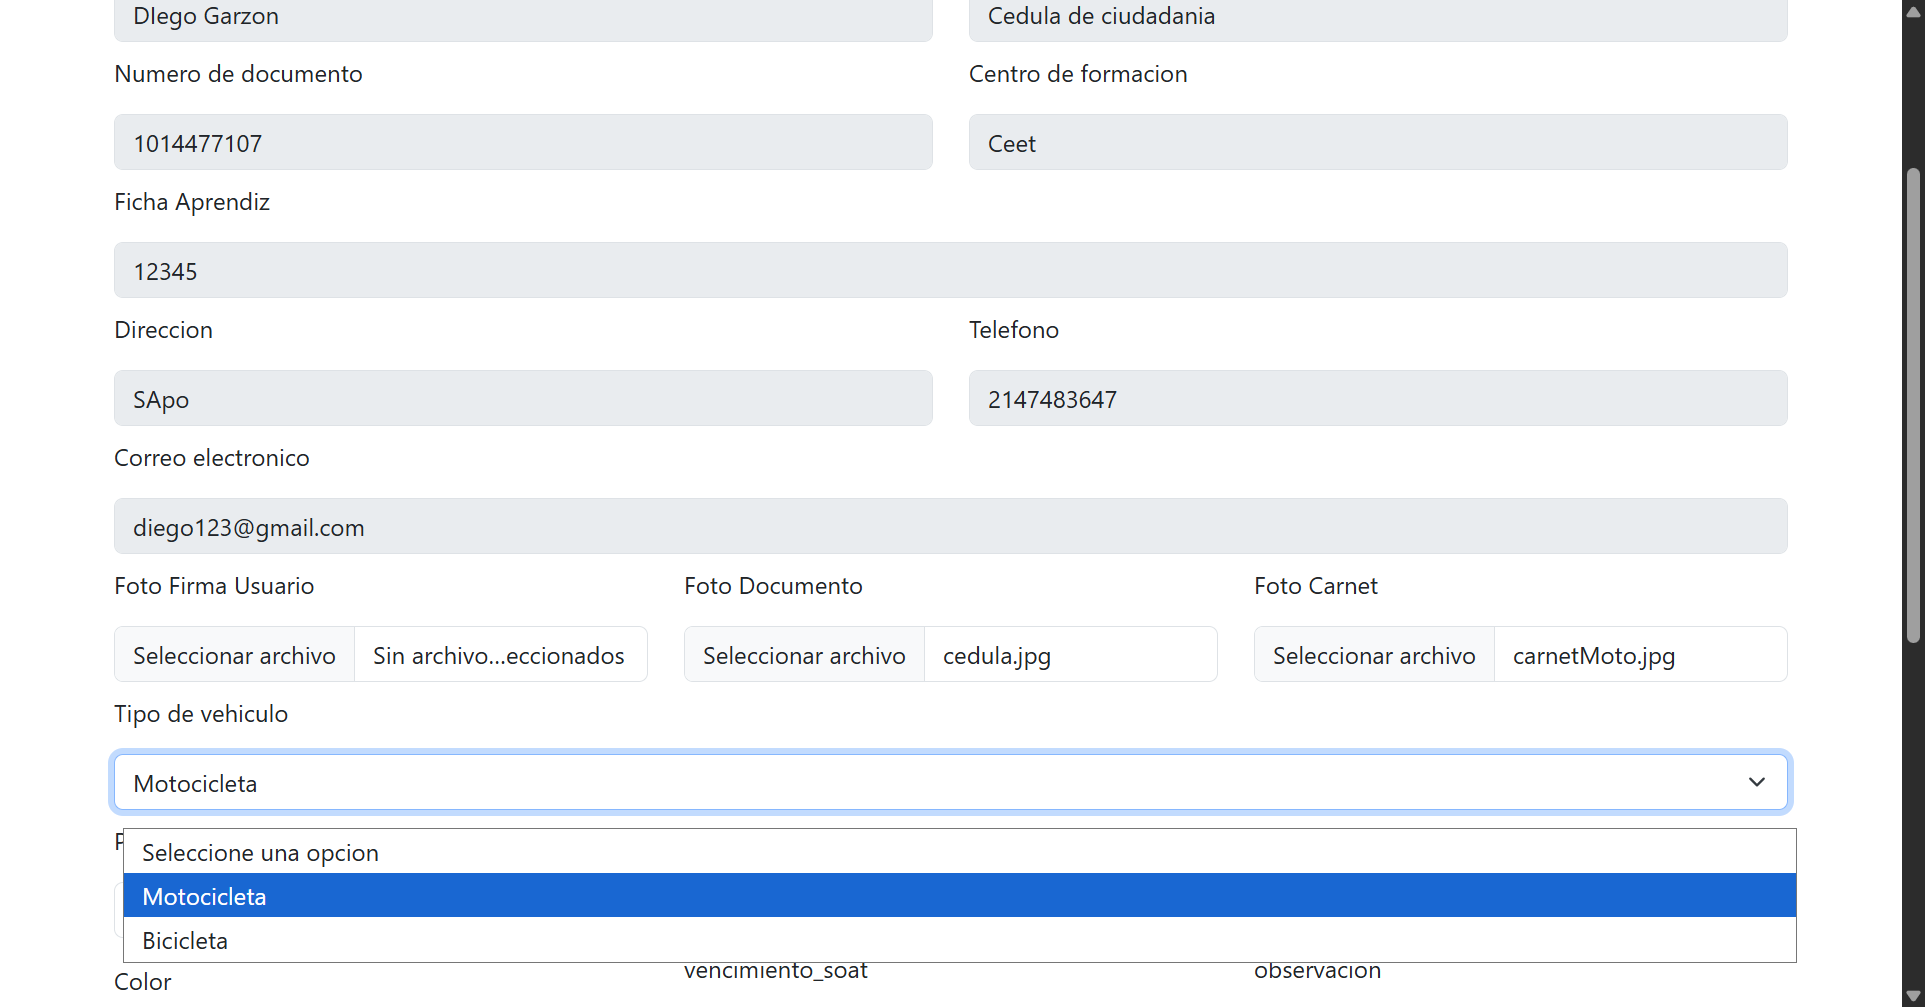 DIego Garzon
Cedula de ciudadania
Numero de documento
Centro de formacion
1014477107
Ceet
Ficha Aprendiz
12345
Direccion
Telefono
SApo
2147483647
Correo electronico
diego123@gmail.com
Foto Firma Usuario
Foto Documento
Foto Carnet
Seleccionar archivo Sin archivo...eccionados
Seleccionar archivo cedula.jpg
Seleccionar archivo carnetMoto.jpg
Tipo de vehiculo
Motocicleta
Seleccione una opcion
Motocicleta
Bicicleta
Color
vencimiento_soat
observacion